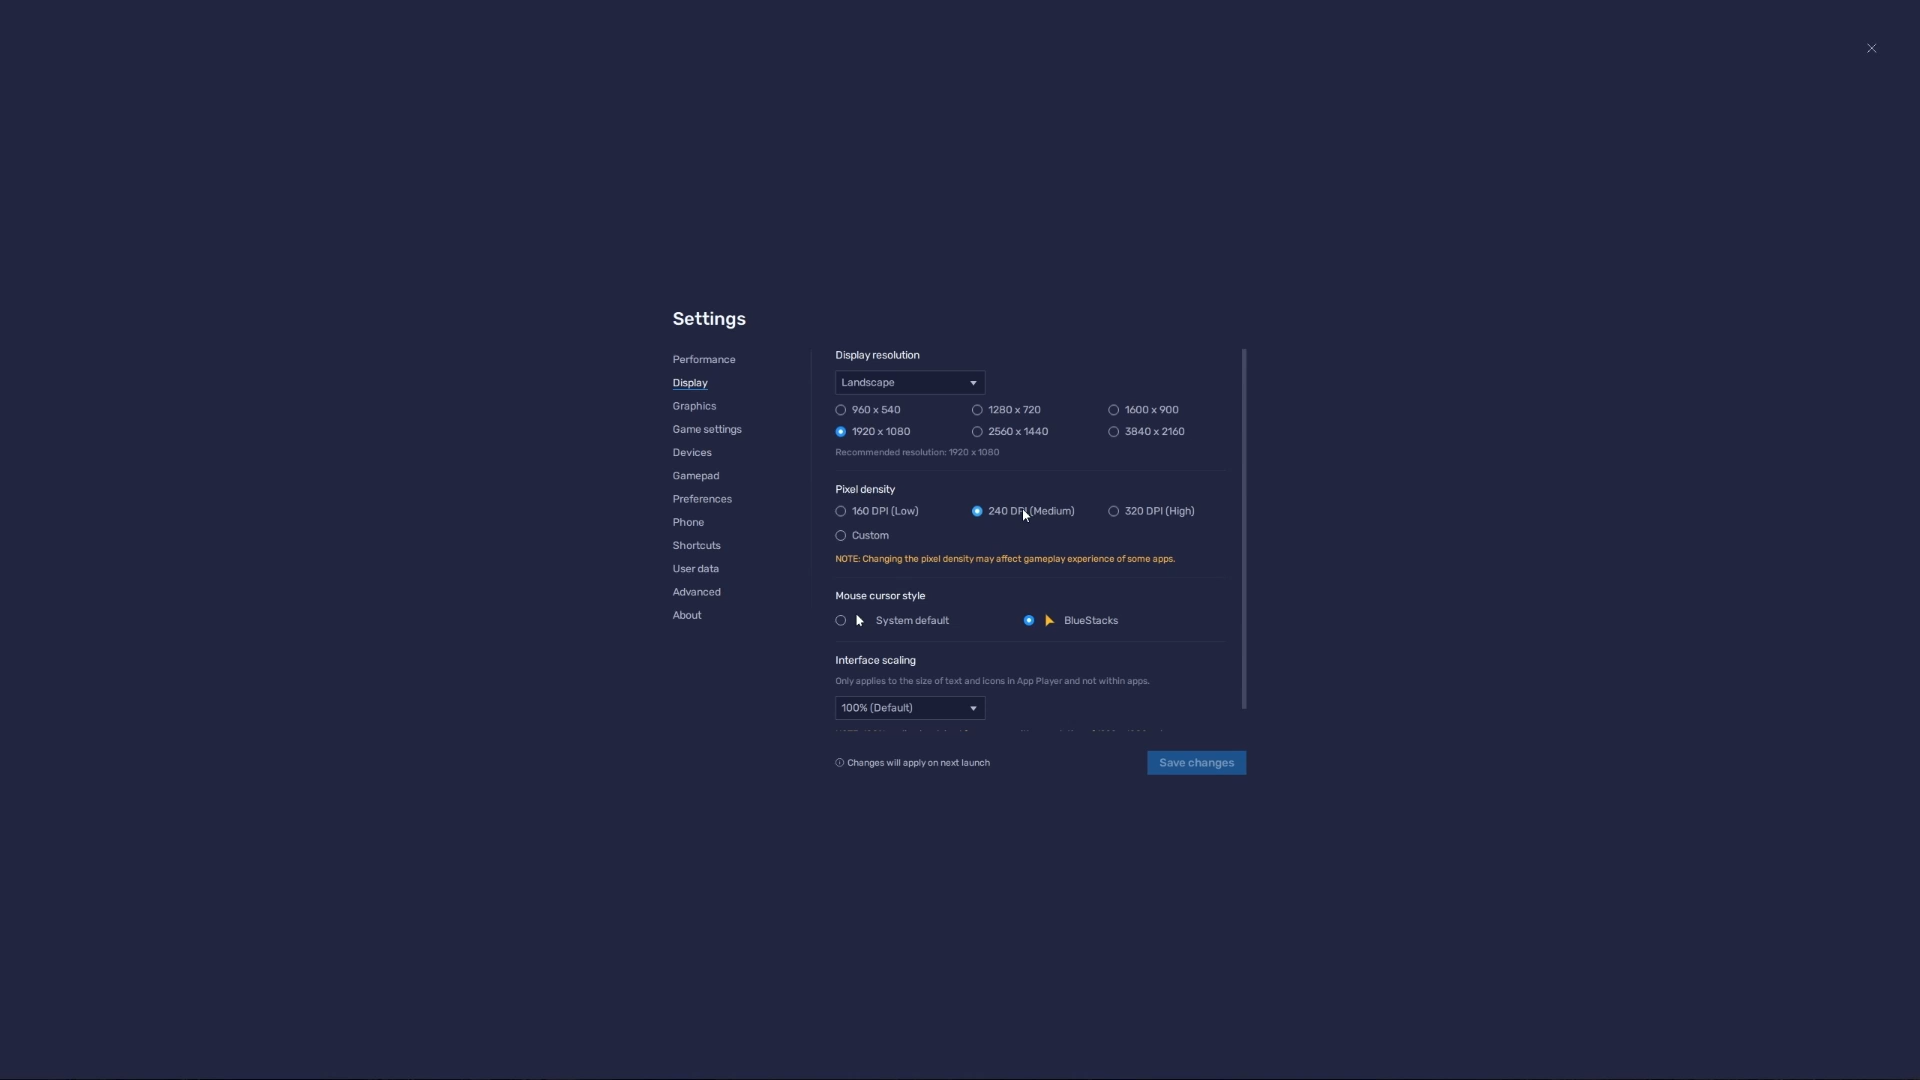 Settings
Performance
Display
Graphics
Game settings
Devices
Gamepad
Preferences
Phone
Shortcuts
User data
Advanced
About
Display resolution
Landscape
960 x 540
1280 x 720
1600 x 900
1920 x 1080
2560 x 1440
3840 x 2160
Recommended resolution: 1920 x 1080
Pixel density
160 DPI (Low)
240 DPI (Medium)
320 DPI (High)
Custom
NOTE: Changing the pixel density may affect gameplay experience of some apps.
Mouse cursor style
System default
BlueStacks
Interface scaling
Only applies to the size of text and icons in App Player and not within apps.
100% (Default)
Changes will apply on next launch
Save changes